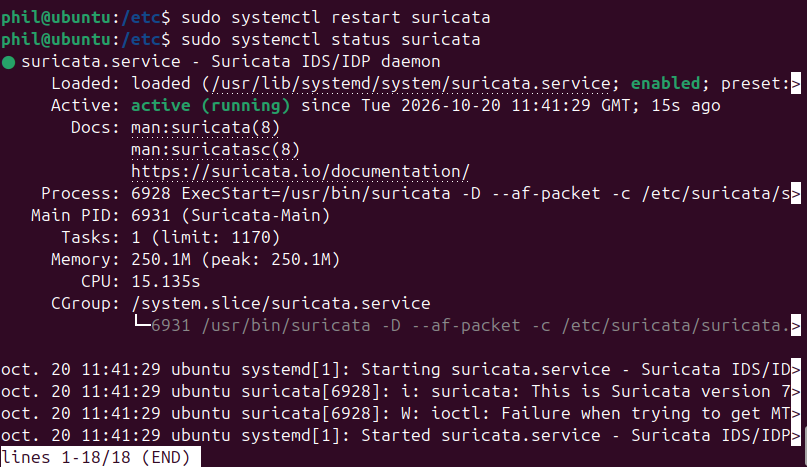 phil@ubuntu:/etc$ sudo systemctl restart suricata
phil@ubuntu:/etc$ sudo systemctl status suricata
● suricata.service - Suricata IDS/IDP daemon
Loaded: loaded (/usr/lib/systemd/system/suricata.service; enabled; preset:>
Active: active (running) since Tue 2026-10-20 11:41:29 GMT; 15s ago
Docs: man:suricata(8)
man:suricatasc(8)
https://suricata.io/documentation/
Process: 6928 ExecStart=/usr/bin/suricata -D --af-packet -c /etc/suricata/s>
Main PID: 6931 (Suricata-Main)
Tasks: 1 (limit: 1170)
Memory: 250.1M (peak: 250.1M)
CPU: 15.135s
CGroup: /system.slice/suricata.service
└─6931 /usr/bin/suricata -D --af-packet -c /etc/suricata/suricata.>
oct. 20 11:41:29 ubuntu systemd[1]: Starting suricata.service - Suricata IDS/ID>
oct. 20 11:41:29 ubuntu suricata[6928]: i: suricata: This is Suricata version 7>
oct. 20 11:41:29 ubuntu suricata[6928]: W: ioctl: Failure when trying to get MT>
oct. 20 11:41:29 ubuntu systemd[1]: Started suricata.service - Suricata IDS/IDP>
lines 1-18/18 (END)